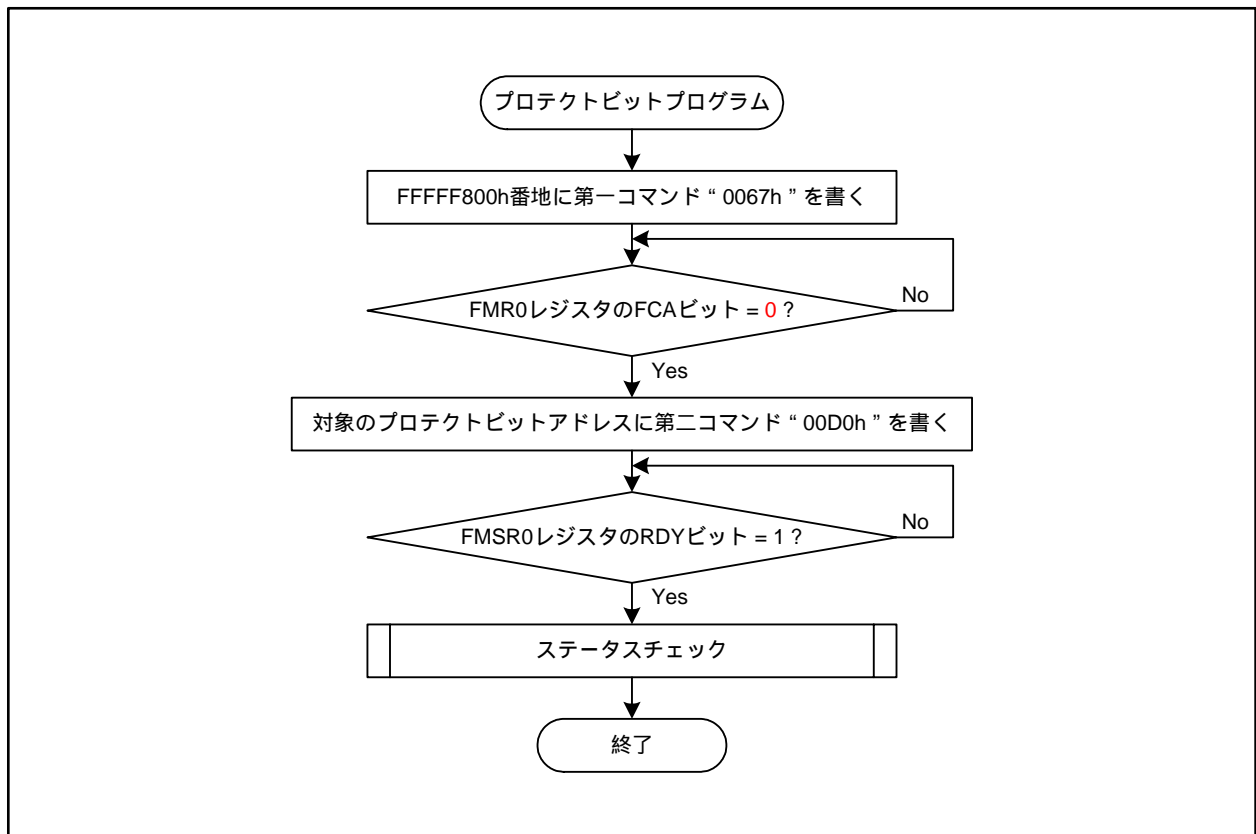 プロテクトビットプログラム
FFFFF800h番地に第一コマンド“ 0067h ”を書く
FMR0レジスタのFCAビット = 0 ?
No
Yes
対象のプロテクトビットアドレスに第二コマンド“ 00D0h ”を書く
FMSR0レジスタのRDYビット = 1 ?
No
Yes
ステータスチェック
終了